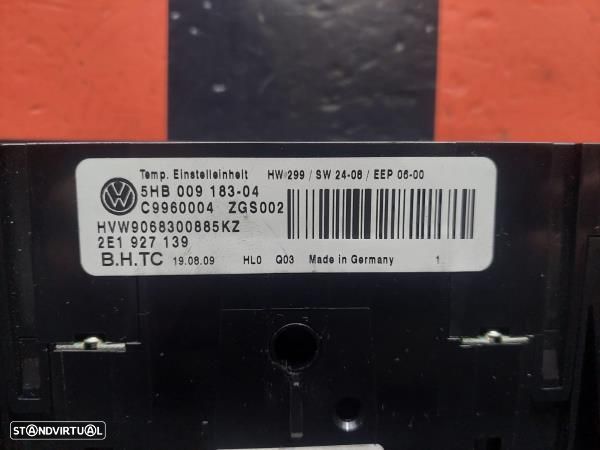 Temp. Einstelleinheit HW 299 / SW 24-08 / EEP 06-00
5HB 009 183-04
C9960004 ZGS002
HVW9068300885KZ
2E1 927 139
B.H.TC 19.08.09 HL0 Q03 Made in Germany 1
STANDVIRTUAL